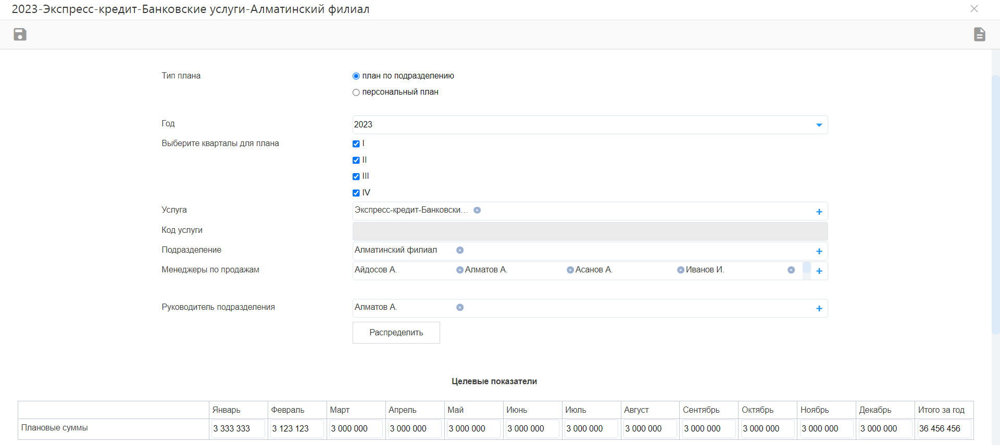 2023-Экспресс-кредит-Банковские услуги-Алматинский филиал
Тип плана
план по подразделению
персональный план
Год
2023
Выберите кварталы для плана
I
II
III
IV
Услуга
Экспресс-кредит-Банковски...
Код услуги
Подразделение
Алматинский филиал
Менеджеры по продажам
Айдосов А. Алматов А. Асанов А. Иванов И.
Руководитель подразделения
Алматов А.
Распределить
Целевые показатели
Январь Февраль Март Апрель Май Июнь Июль Август Сентябрь Октябрь Ноябрь Декабрь Итого за год
Плановые суммы 3 333 333 3 123 123 3 000 000 3 000 000 3 000 000 3 000 000 3 000 000 3 000 000 3 000 000 3 000 000 3 000 000 3 000 000 36 456 456